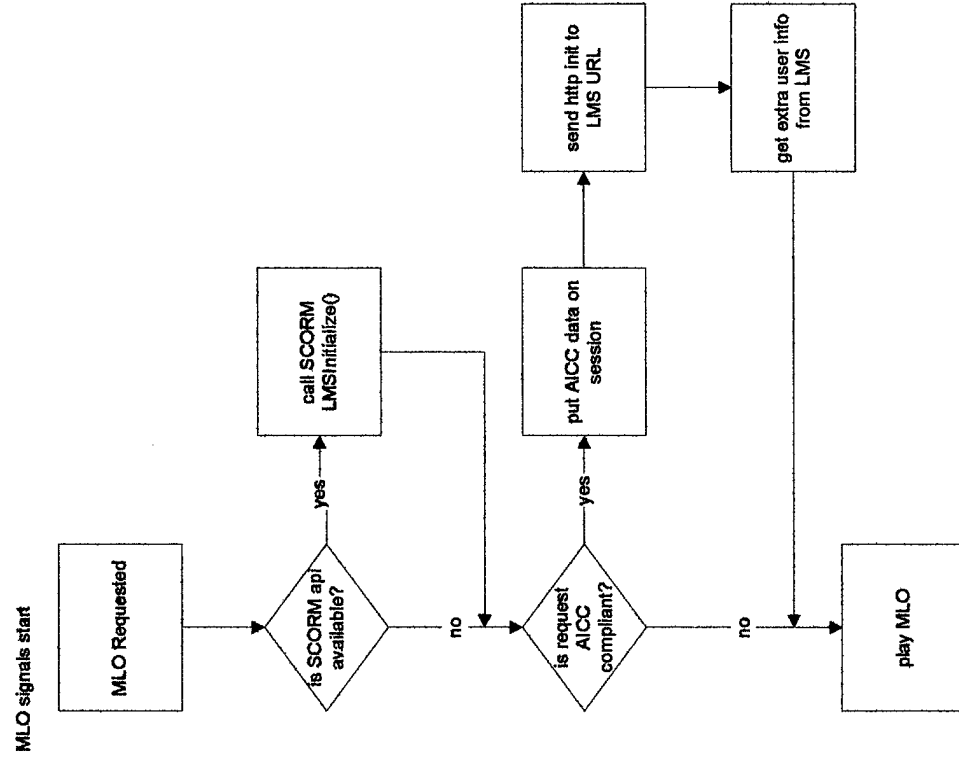 MLO signals start
MLO Requested
is SCORM api
available?
yes
call SCORM
LMSInitialize()
no
is request
AICC
compliant?
yes
put AICC data on
session
send http init to
LMS URL
get extra user info
from LMS
no
play MLO